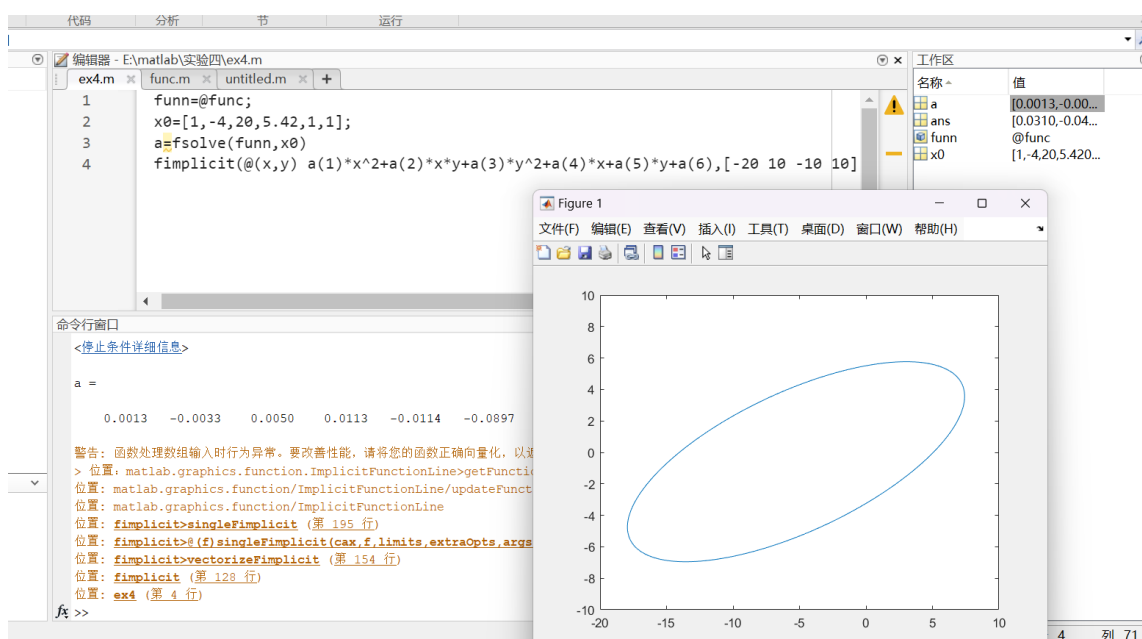 代码 分析 节 运行
编辑器 - E:\matlab\实验四\ex4.m
ex4.m × func.m × untitled.m × +
1 funn=@func;
2 x0=[1,-4,20,5.42,1,1];
3 a=fsolve(funn,x0)
4 fimplicit(@(x,y) a(1)*x^2+a(2)*x*y+a(3)*y^2+a(4)*x+a(5)*y+a(6),[-20 10 -10 10]
工作区
名称 值
a [0.0013,-0.00...
ans [0.0310,-0.04...
funn @func
x0 [1,-4,20,5.420...
命令行窗口
<停止条件详细信息>
a =
0.0013 -0.0033 0.0050 0.0113 -0.0114 -0.0897
警告: 函数处理数组输入时行为异常。要改善性能，请将您的函数正确向量化，以
> 位置: matlab.graphics.function.ImplicitFunctionLine>getFunctio
位置: matlab.graphics.function/ImplicitFunctionLine/updateFunct
位置: matlab.graphics.function/ImplicitFunctionLine
位置: fimplicit>singleFimplicit (第 195 行)
位置: fimplicit>@(f)singleFimplicit(cax,f,limits,extraOpts,args
位置: fimplicit>vectorizeFimplicit (第 154 行)
位置: fimplicit (第 128 行)
位置: ex4 (第 4 行)
fx >>
Figure 1
文件(F) 编辑(E) 查看(V) 插入(I) 工具(T) 桌面(D) 窗口(W) 帮助(H)
10
8
6
4
2
0
-2
-4
-6
-8
-10
-20 -15 -10 -5 0 5 10
4 列 71